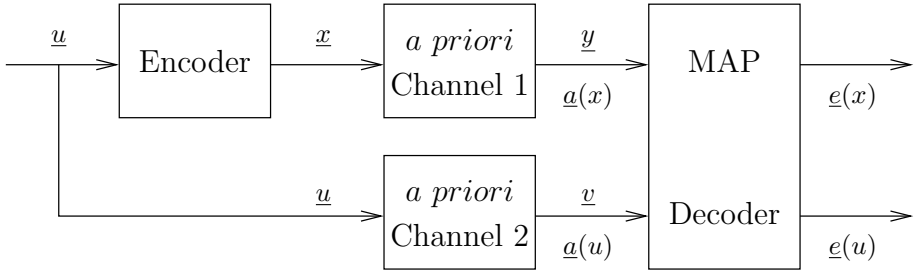 u
Encoder
x
a priori
Channel 1
y
a(x)
MAP
e(x)
u
a priori
Channel 2
v
a(u)
Decoder
e(u)